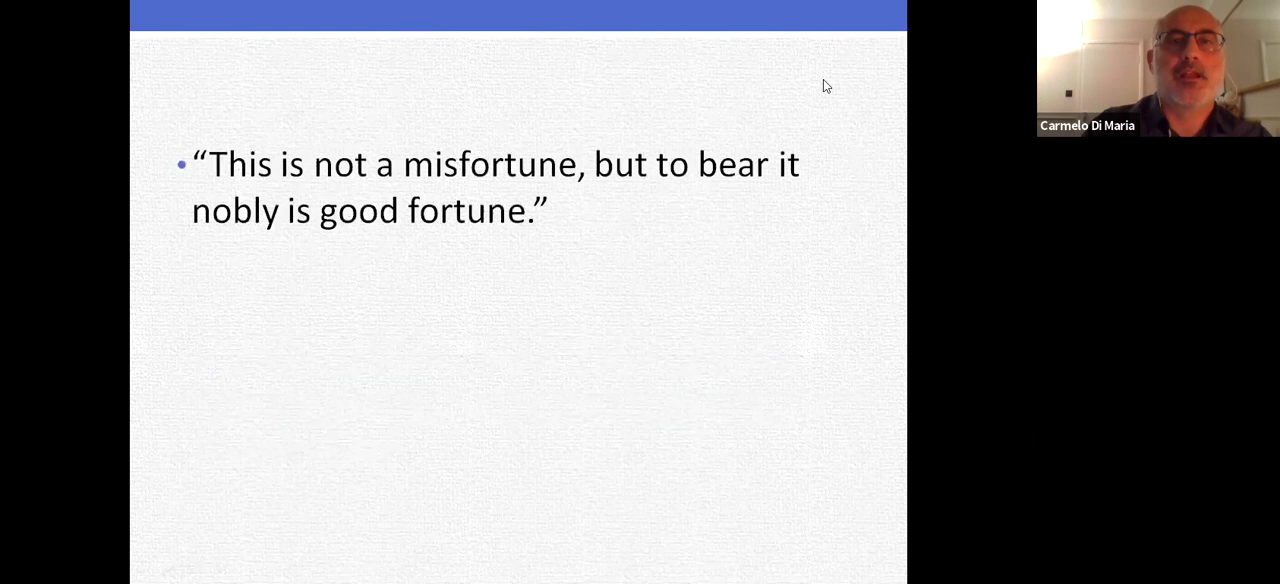 • “This is not a misfortune, but to bear it
nobly is good fortune.”
Carmelo Di Maria